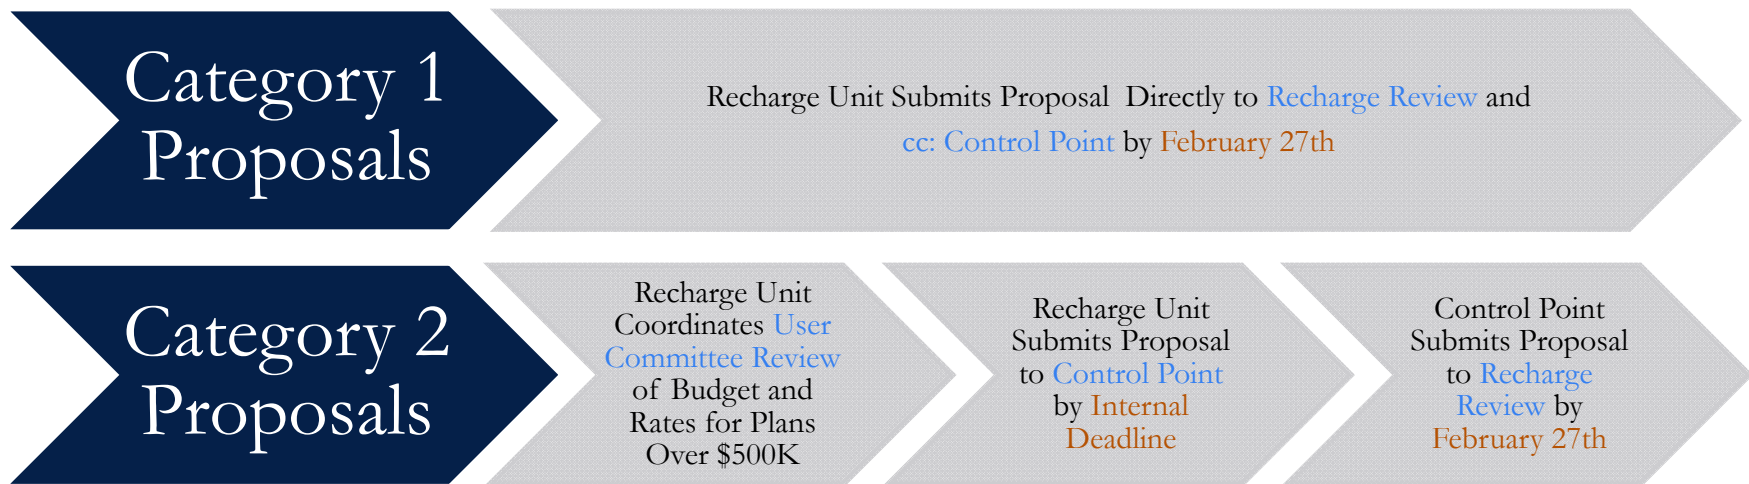 Category 1
Proposals
Recharge Unit Submits Proposal  Directly to Recharge Review and
cc: Control Point by February 27th
Category 2
Proposals
Recharge Unit
Coordinates User
Committee Review
of Budget and
Rates for Plans
Over $500K
Recharge Unit
Submits Proposal
to Control Point
by Internal
Deadline
Control Point
Submits Proposal
to Recharge
Review by
February 27th